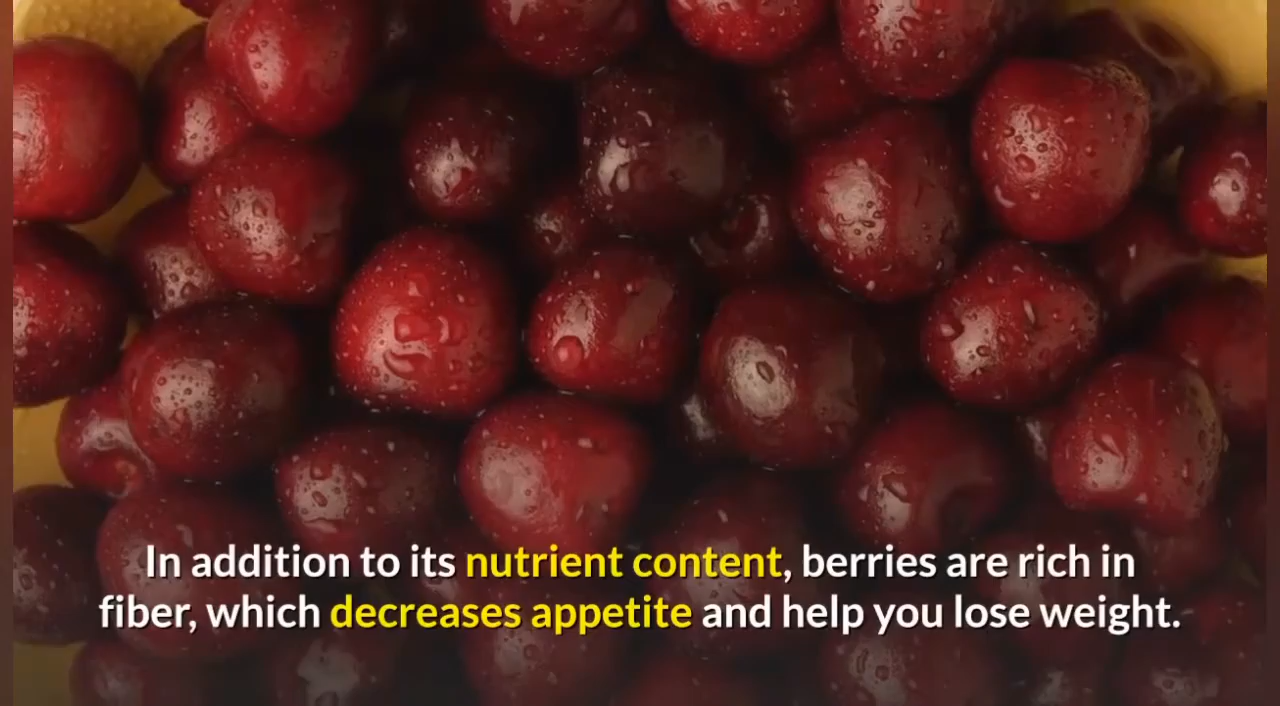 In addition to its nutrient content, berries are rich in
fiber, which decreases appetite and help you lose weight.